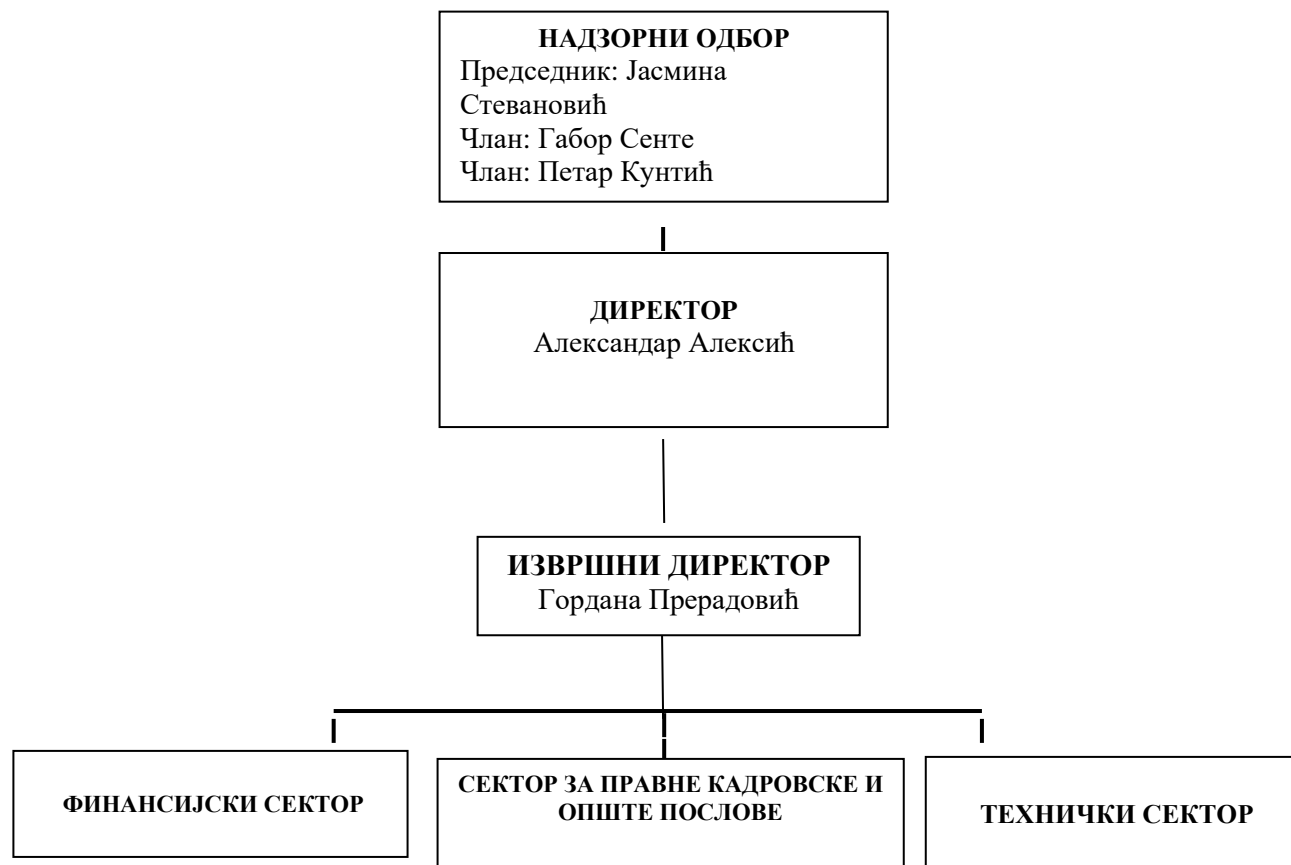 НАДЗОРНИ ОДБОР
Председник: Јасмина
Стевановић
Члан: Габор Сенте
Члан: Петар Кунтић
ДИРЕКТОР
Александар Алексић
ИЗВРШНИ ДИРЕКТОР
Гордана Прерадовић
ФИНАНСИЈСКИ СЕКТОР
СЕКТОР ЗА ПРАВНЕ КАДРОВСКЕ И
ОПШТЕ ПОСЛОВЕ
ТЕХНИЧКИ СЕКТОР